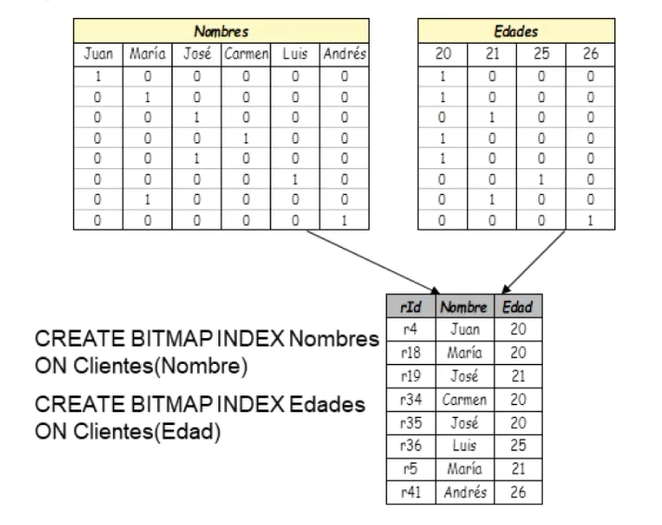 Nombres
Juan María José Carmen Luis Andrés
1 0 0 0 0 0
0 1 0 0 0 0
0 0 1 0 0 0
0 0 0 1 0 0
0 0 1 0 0 0
0 0 0 0 1 0
0 1 0 0 0 0
0 0 0 0 0 1
Edades
20 21 25 26
1 0 0 0
1 0 0 0
0 1 0 0
1 0 0 0
1 0 0 0
0 0 1 0
0 1 0 0
0 0 0 1
CREATE BITMAP INDEX Nombres
ON Clientes(Nombre)
CREATE BITMAP INDEX Edades
ON Clientes(Edad)
rId Nombre Edad
r4 Juan 20
r18 María 20
r19 José 21
r34 Carmen 20
r35 José 20
r36 Luis 25
r5 María 21
r41 Andrés 26